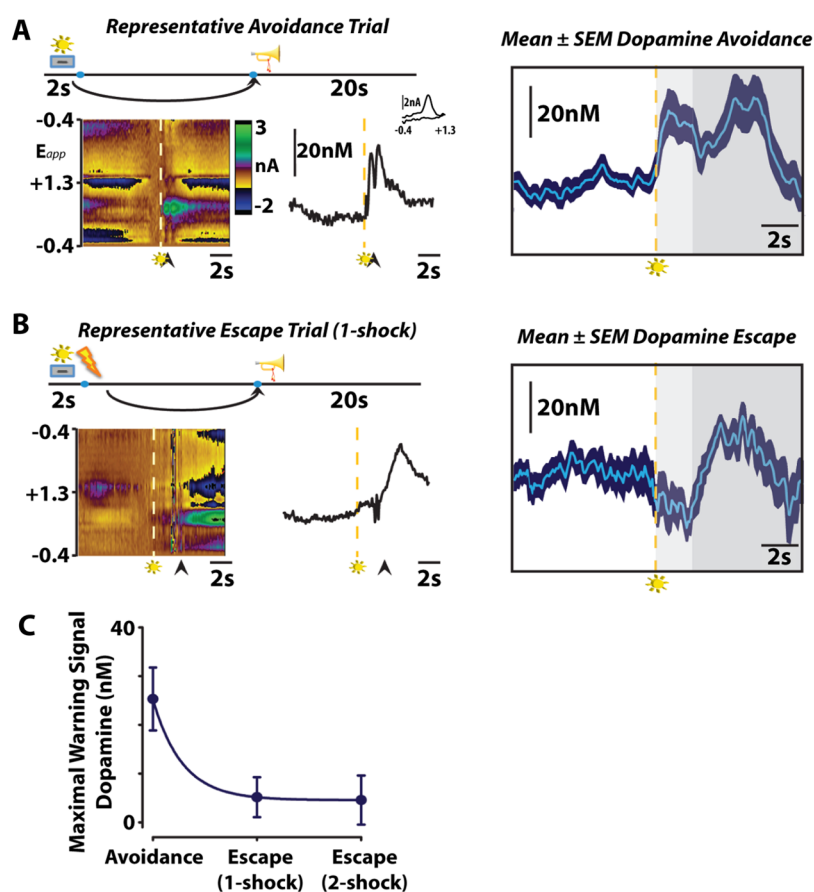 A
Representative Avoidance Trial
2s
20s
-0.4
Eapp
+1.3
-0.4
3
nA
-2
2s
20nM
2nA
-0.4
+1.3
2s
Mean ± SEM Dopamine Avoidance
20nM
2s
B
Representative Escape Trial (1-shock)
2s
20s
-0.4
+1.3
-0.4
2s
20nM
2s
Mean ± SEM Dopamine Escape
20nM
2s
C
Maximal Warning Signal
Dopamine (nM)
40
0
Avoidance
Escape
(1-shock)
Escape
(2-shock)